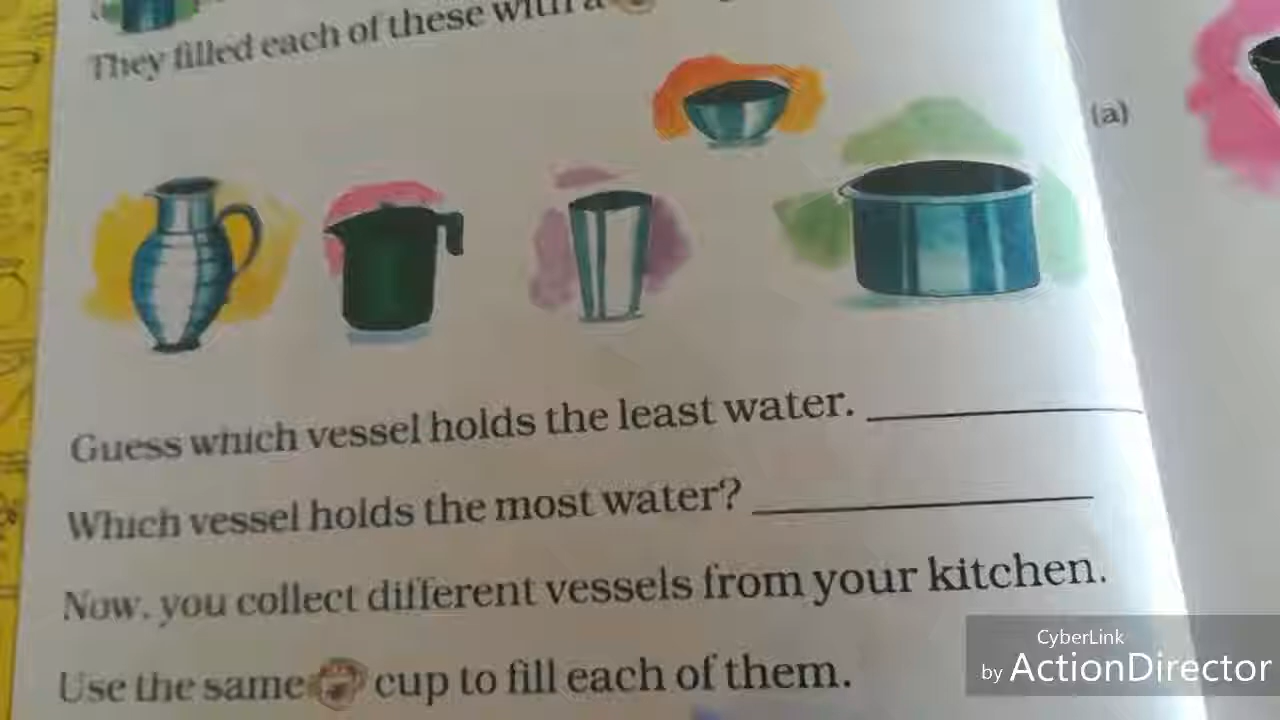 They filled each of these with a
(a)
Guess which vessel holds the least water.
Which vessel holds the most water?
Now, you collect different vessels from your kitchen.
Use the same cup to fill each of them.
CyberLink
by ActionDirector